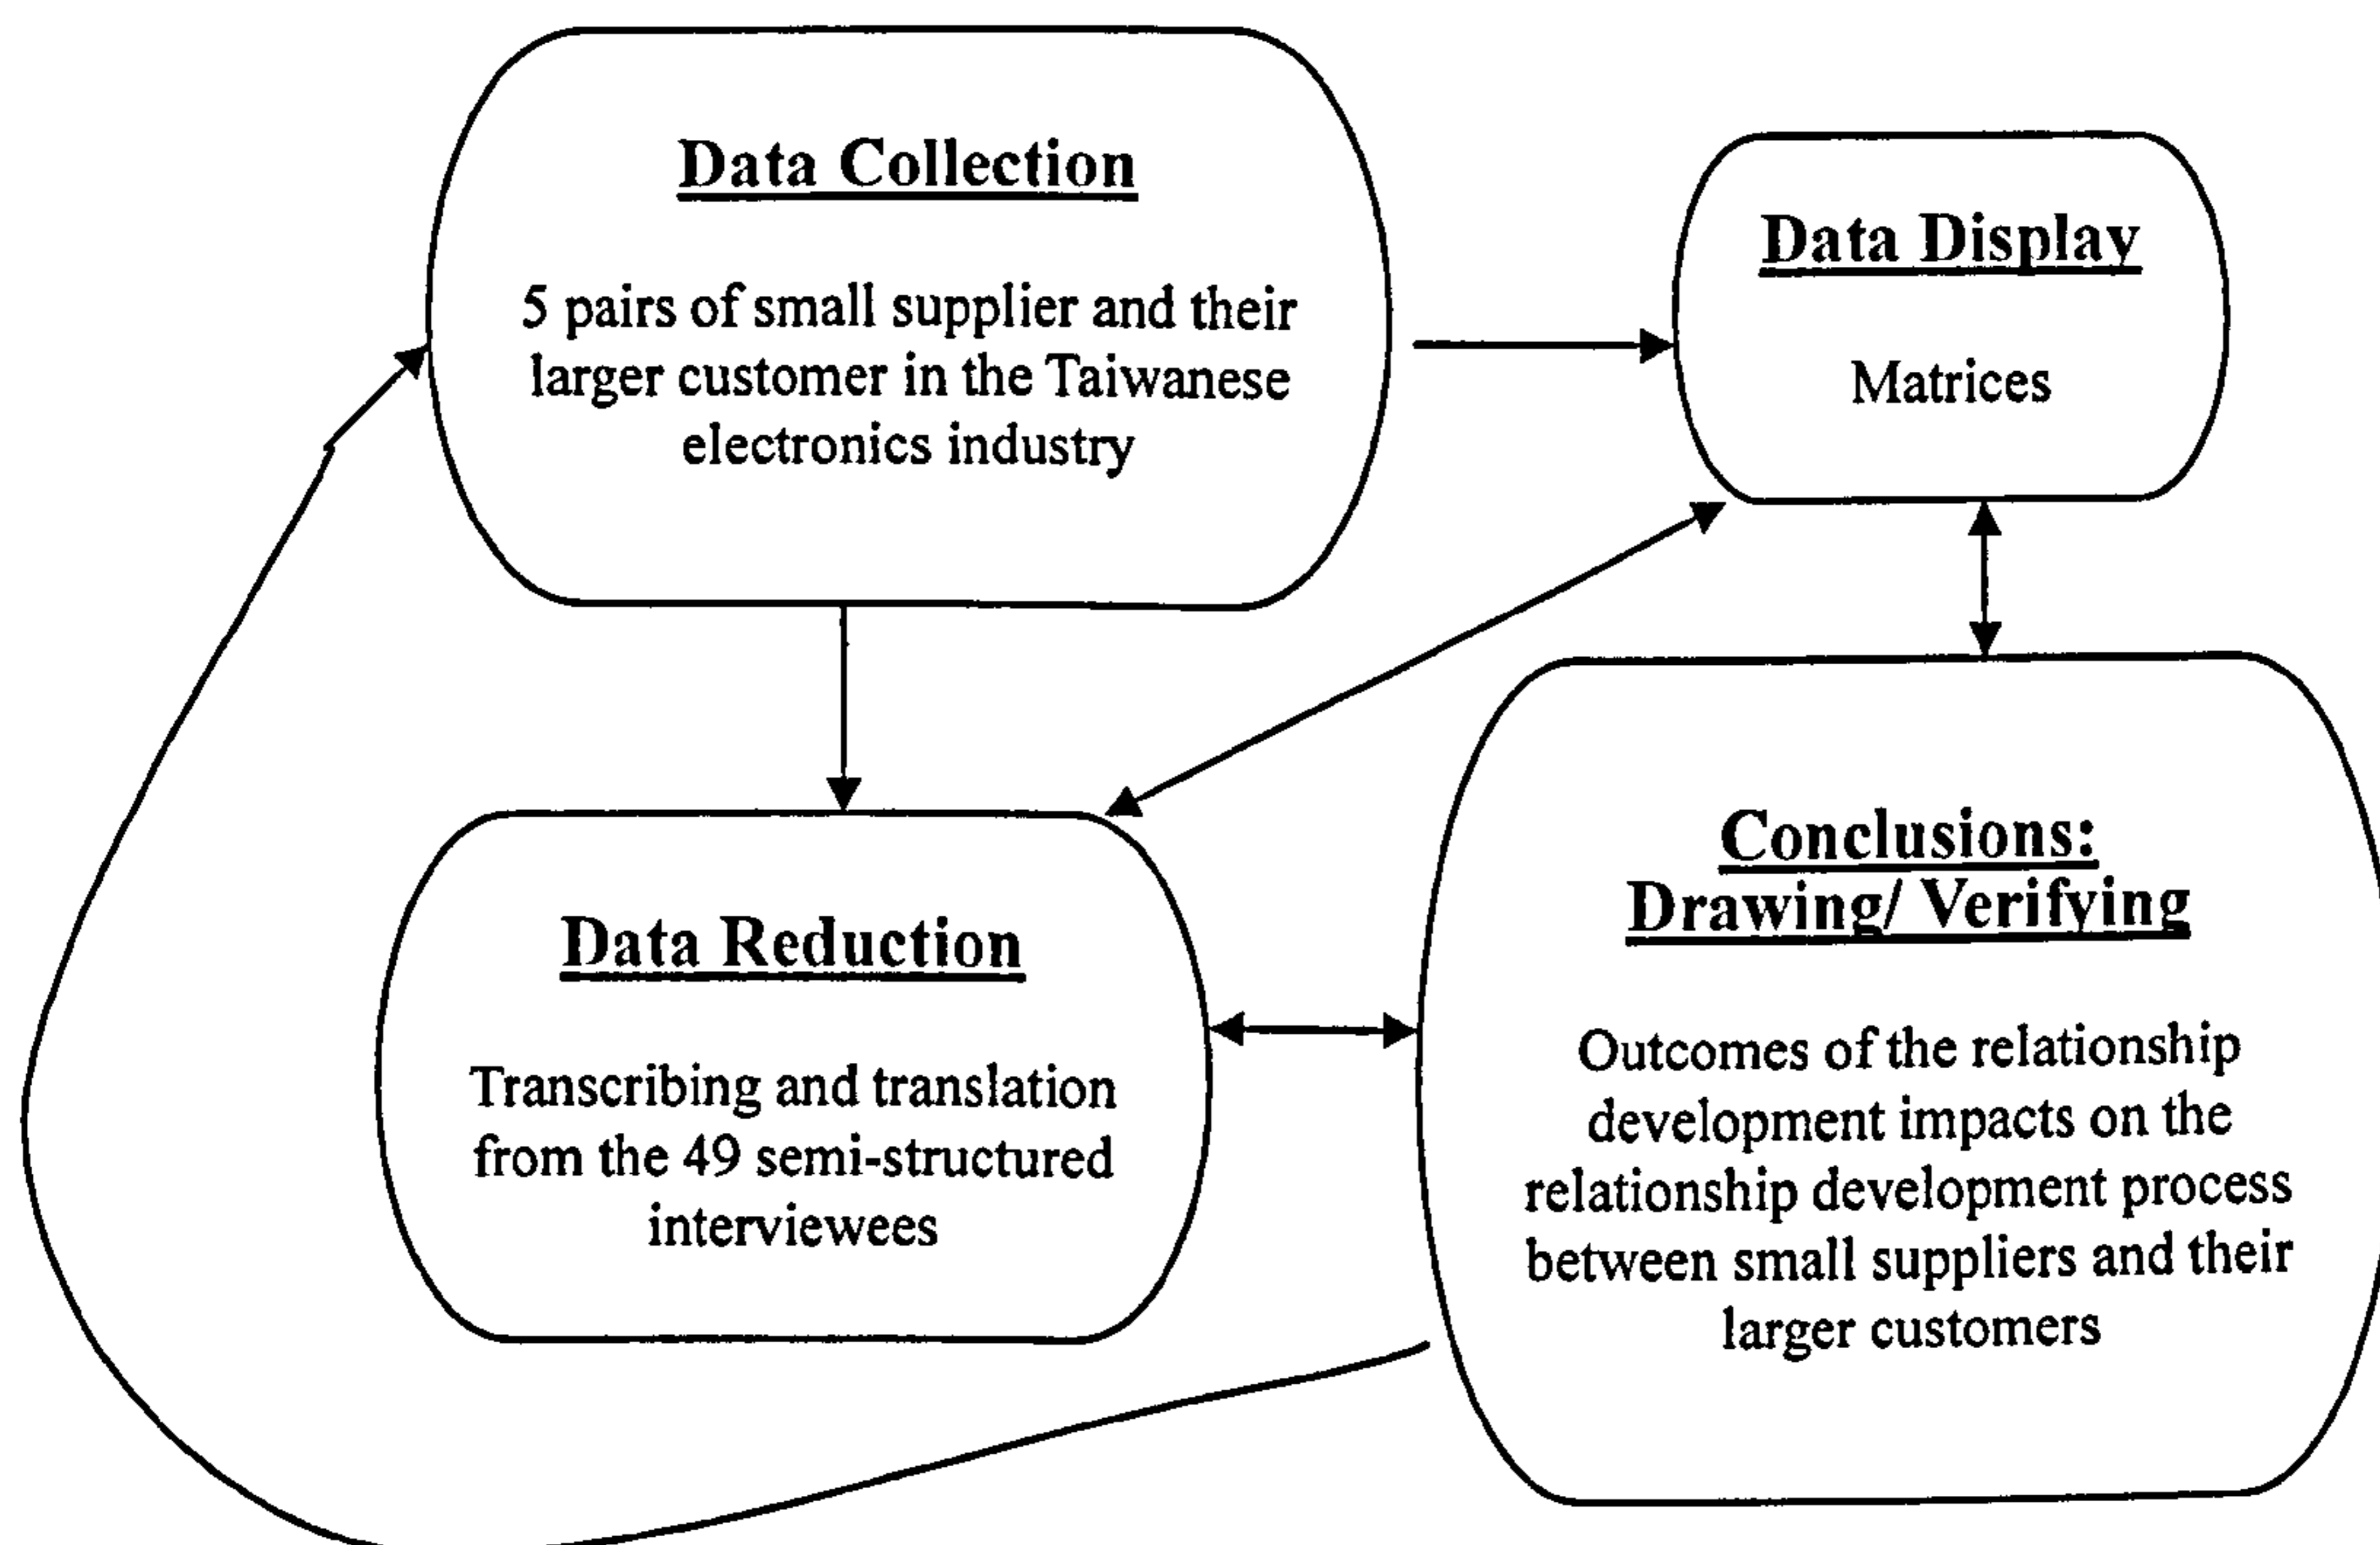 Data Collection
5 pairs of small supplier and their
larger customer in the Taiwanese
electronics industry
Data Display
Matrices
Data Reduction
Transcribing and translation
from the 49 semi-structured
interviewees
Conclusions:
Drawing/ Verifying
Outcomes of the relationship
development impacts on the
relationship development process
between small suppliers and their
larger customers